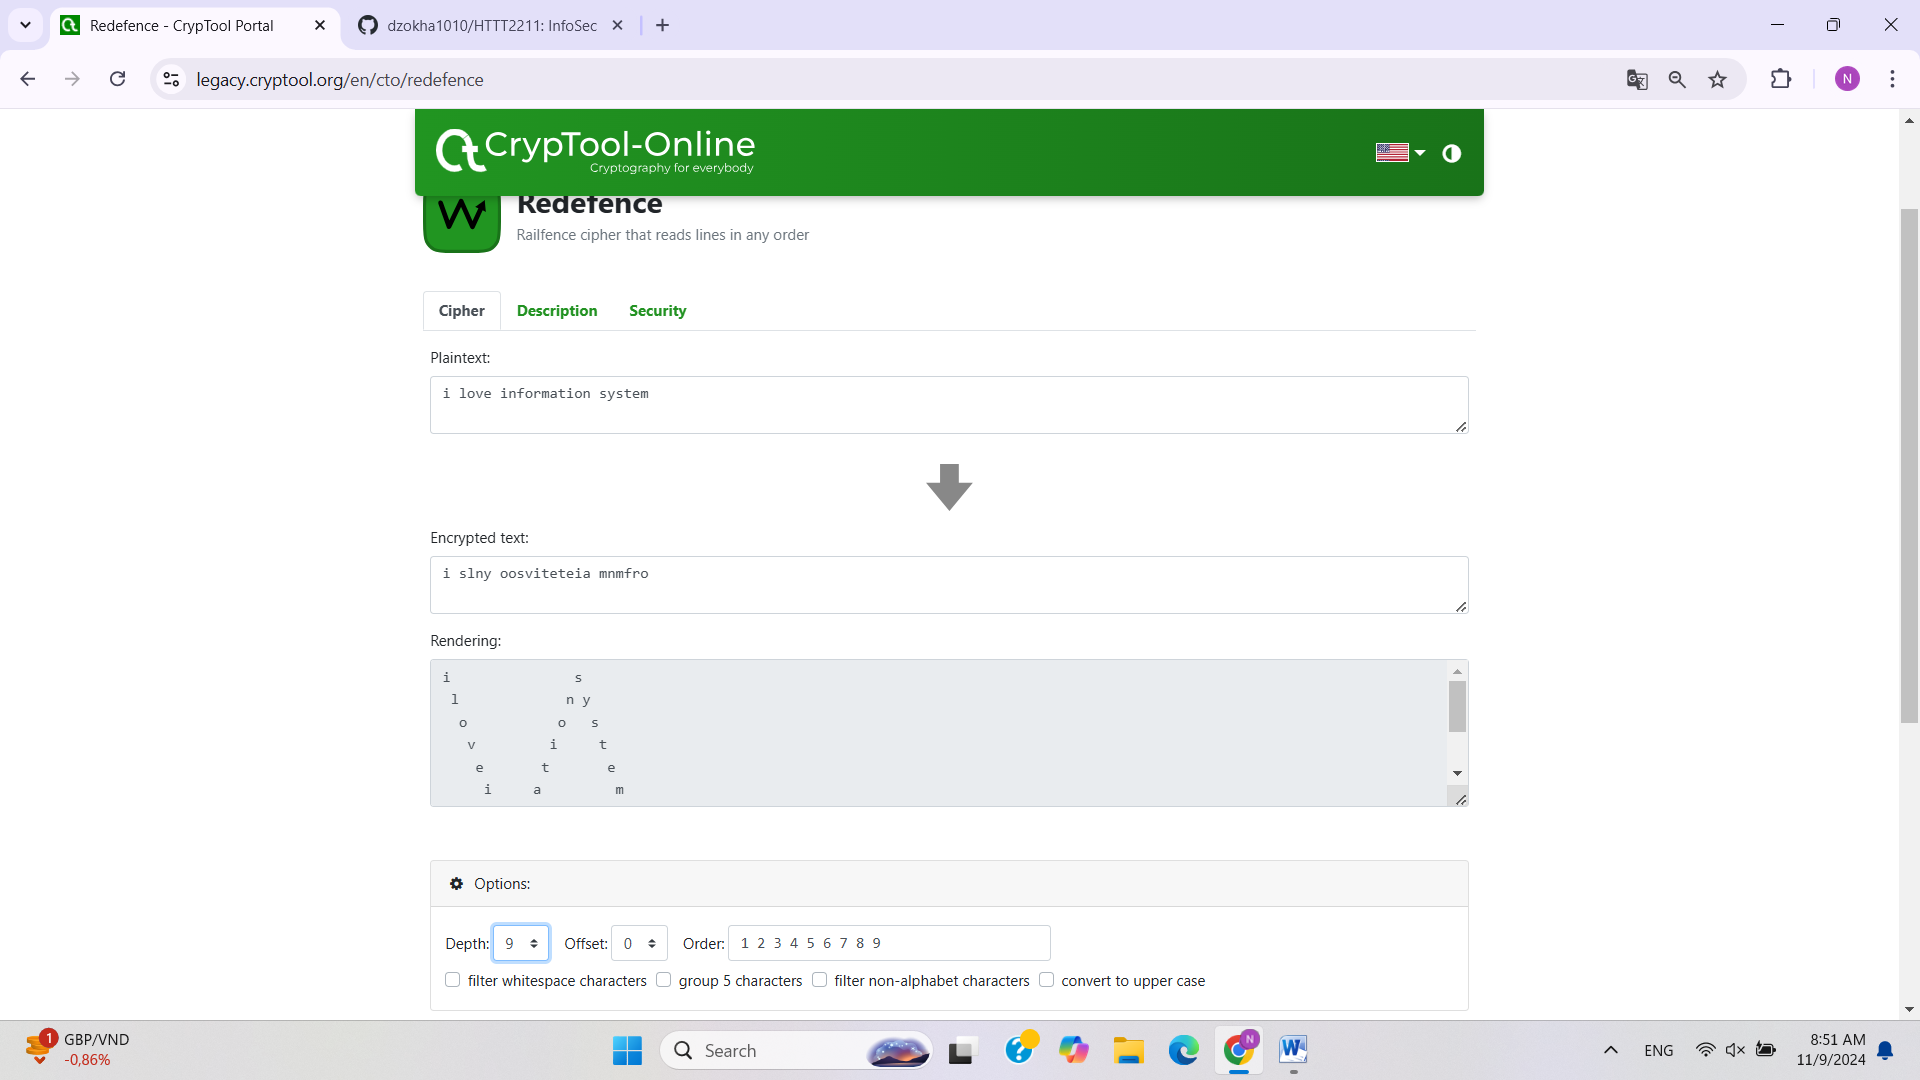 Redefence - CrypTool Portal
dzokha1010/HTTT2211: InfoSec
legacy.cryptool.org/en/cto/redefence
N
CrypTool-Online
Cryptography for everybody
Redefence
Railfence cipher that reads lines in any order
Cipher Description Security
Plaintext:
i love information system
Encrypted text:
i slny oosviteteia mnmfro
Rendering:
i               s
 l             n y
  o           o   s
   v         i     t
    e       t       e
     i     a         m
Options:
Depth: 9 Offset: 0 Order: 1 2 3 4 5 6 7 8 9
filter whitespace characters group 5 characters filter non-alphabet characters convert to upper case
1 GBP/VND
-0,86%
Search
N
ENG
8:51 AM
11/9/2024